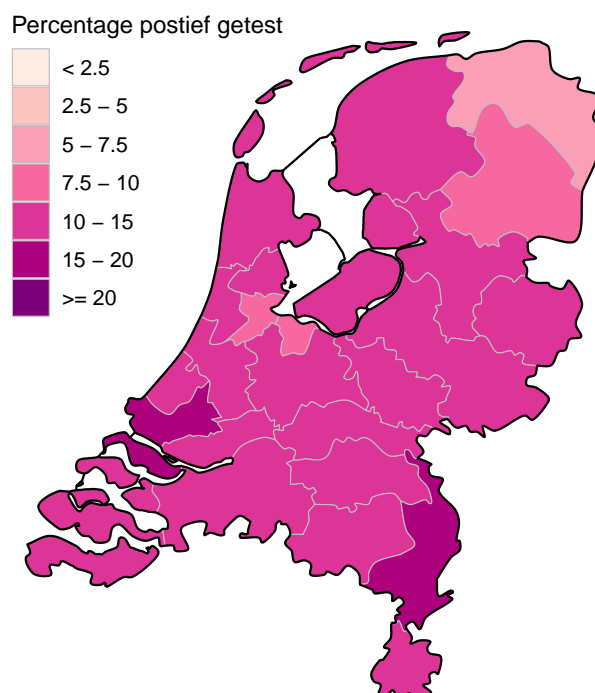 Percentage postief getest
< 2.5
2.5 – 5
5 – 7.5
7.5 – 10
10 – 15
15 – 20
>= 20